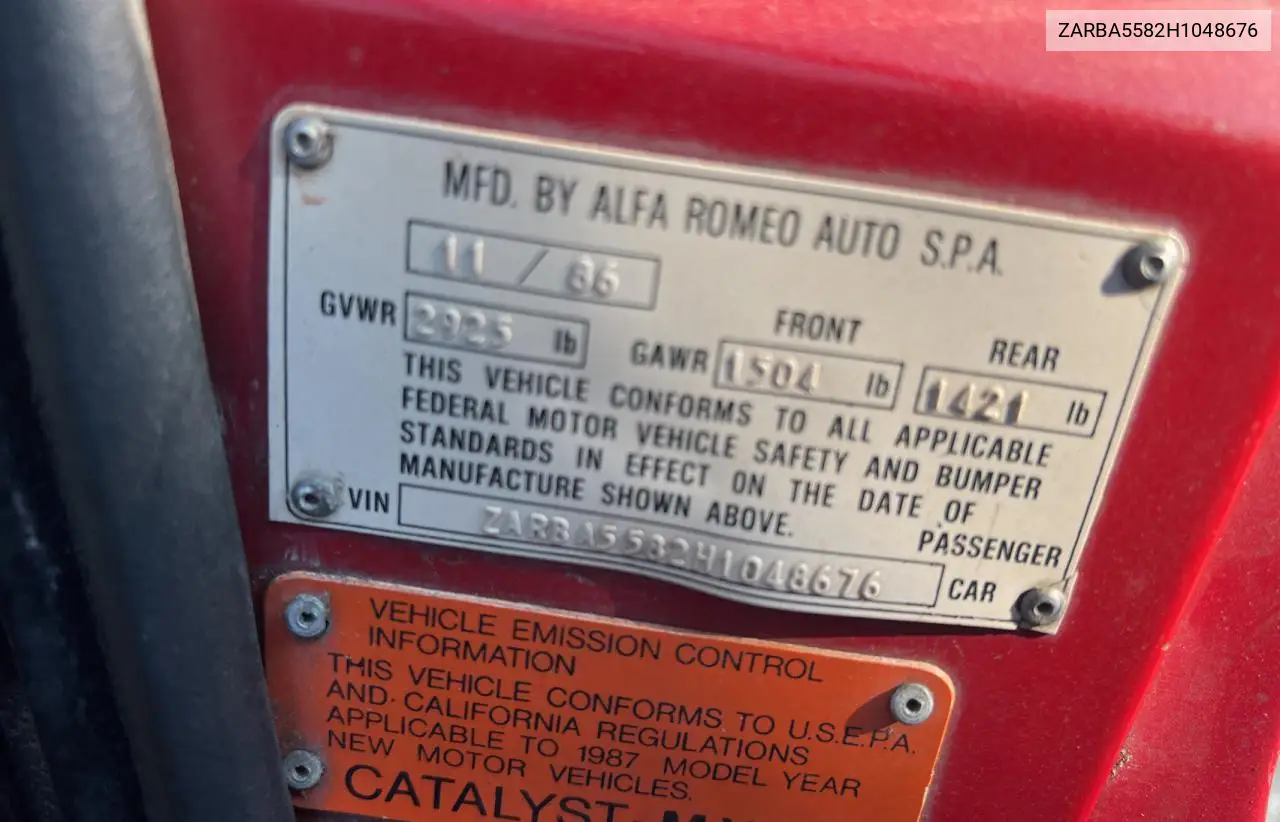 ZARBA5582H1048676
MFD. BY ALFA ROMEO AUTO S.P.A.
11 / 86
FRONT
REAR
GVWR 2925 lb GAWR 1504 lb 1421 lb
THIS VEHICLE CONFORMS TO ALL APPLICABLE
FEDERAL MOTOR VEHICLE SAFETY AND BUMPER
STANDARDS IN EFFECT ON THE DATE OF
MANUFACTURE SHOWN ABOVE.
VIN ZARBA5582H1048676 PASSENGER
CAR
VEHICLE EMISSION CONTROL
INFORMATION
THIS VEHICLE CONFORMS TO U.S.E.P.A.
AND. CALIFORNIA REGULATIONS
APPLICABLE TO 1987 MODEL YEAR
NEW MOTOR VEHICLES.
CATALYST